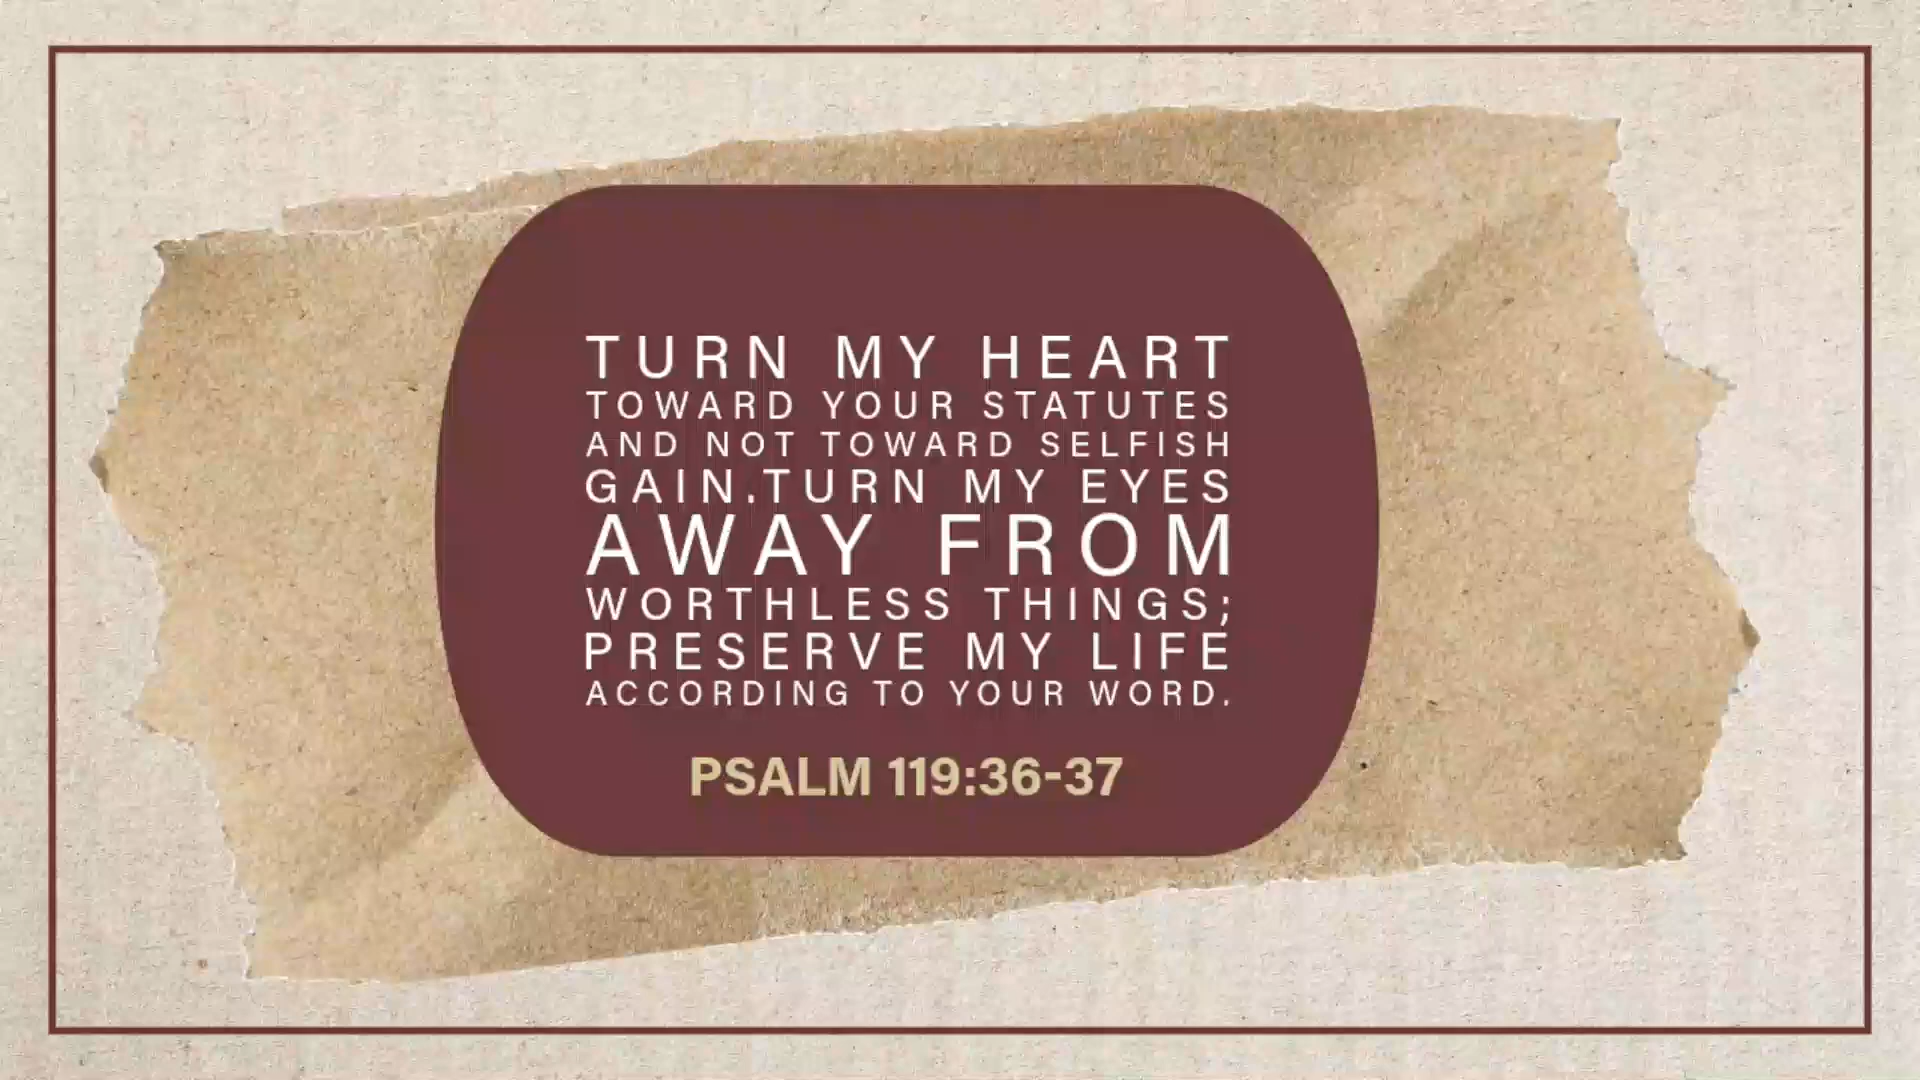 TURN MY HEART
TOWARD YOUR STATUTES
AND NOT TOWARD SELFISH
GAIN.TURN MY EYES
AWAY FROM
WORTHLESS THINGS;
PRESERVE MY LIFE
ACCORDING TO YOUR WORD.
PSALM 119:36-37